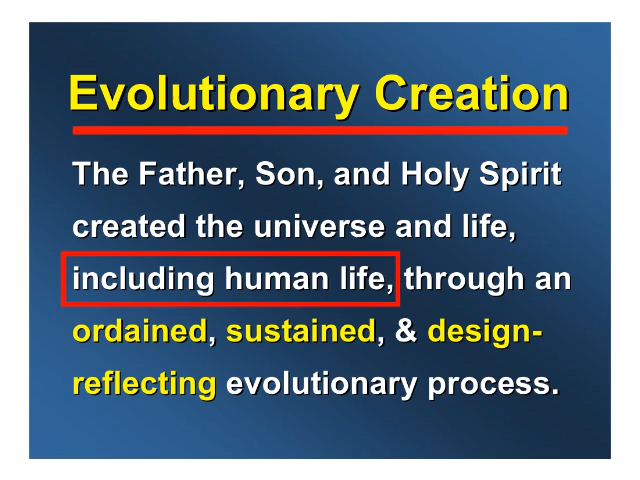 Evolutionary Creation
The Father, Son, and Holy Spirit
created the universe and life,
including human life, through an
ordained, sustained, & design-
reflecting evolutionary process.